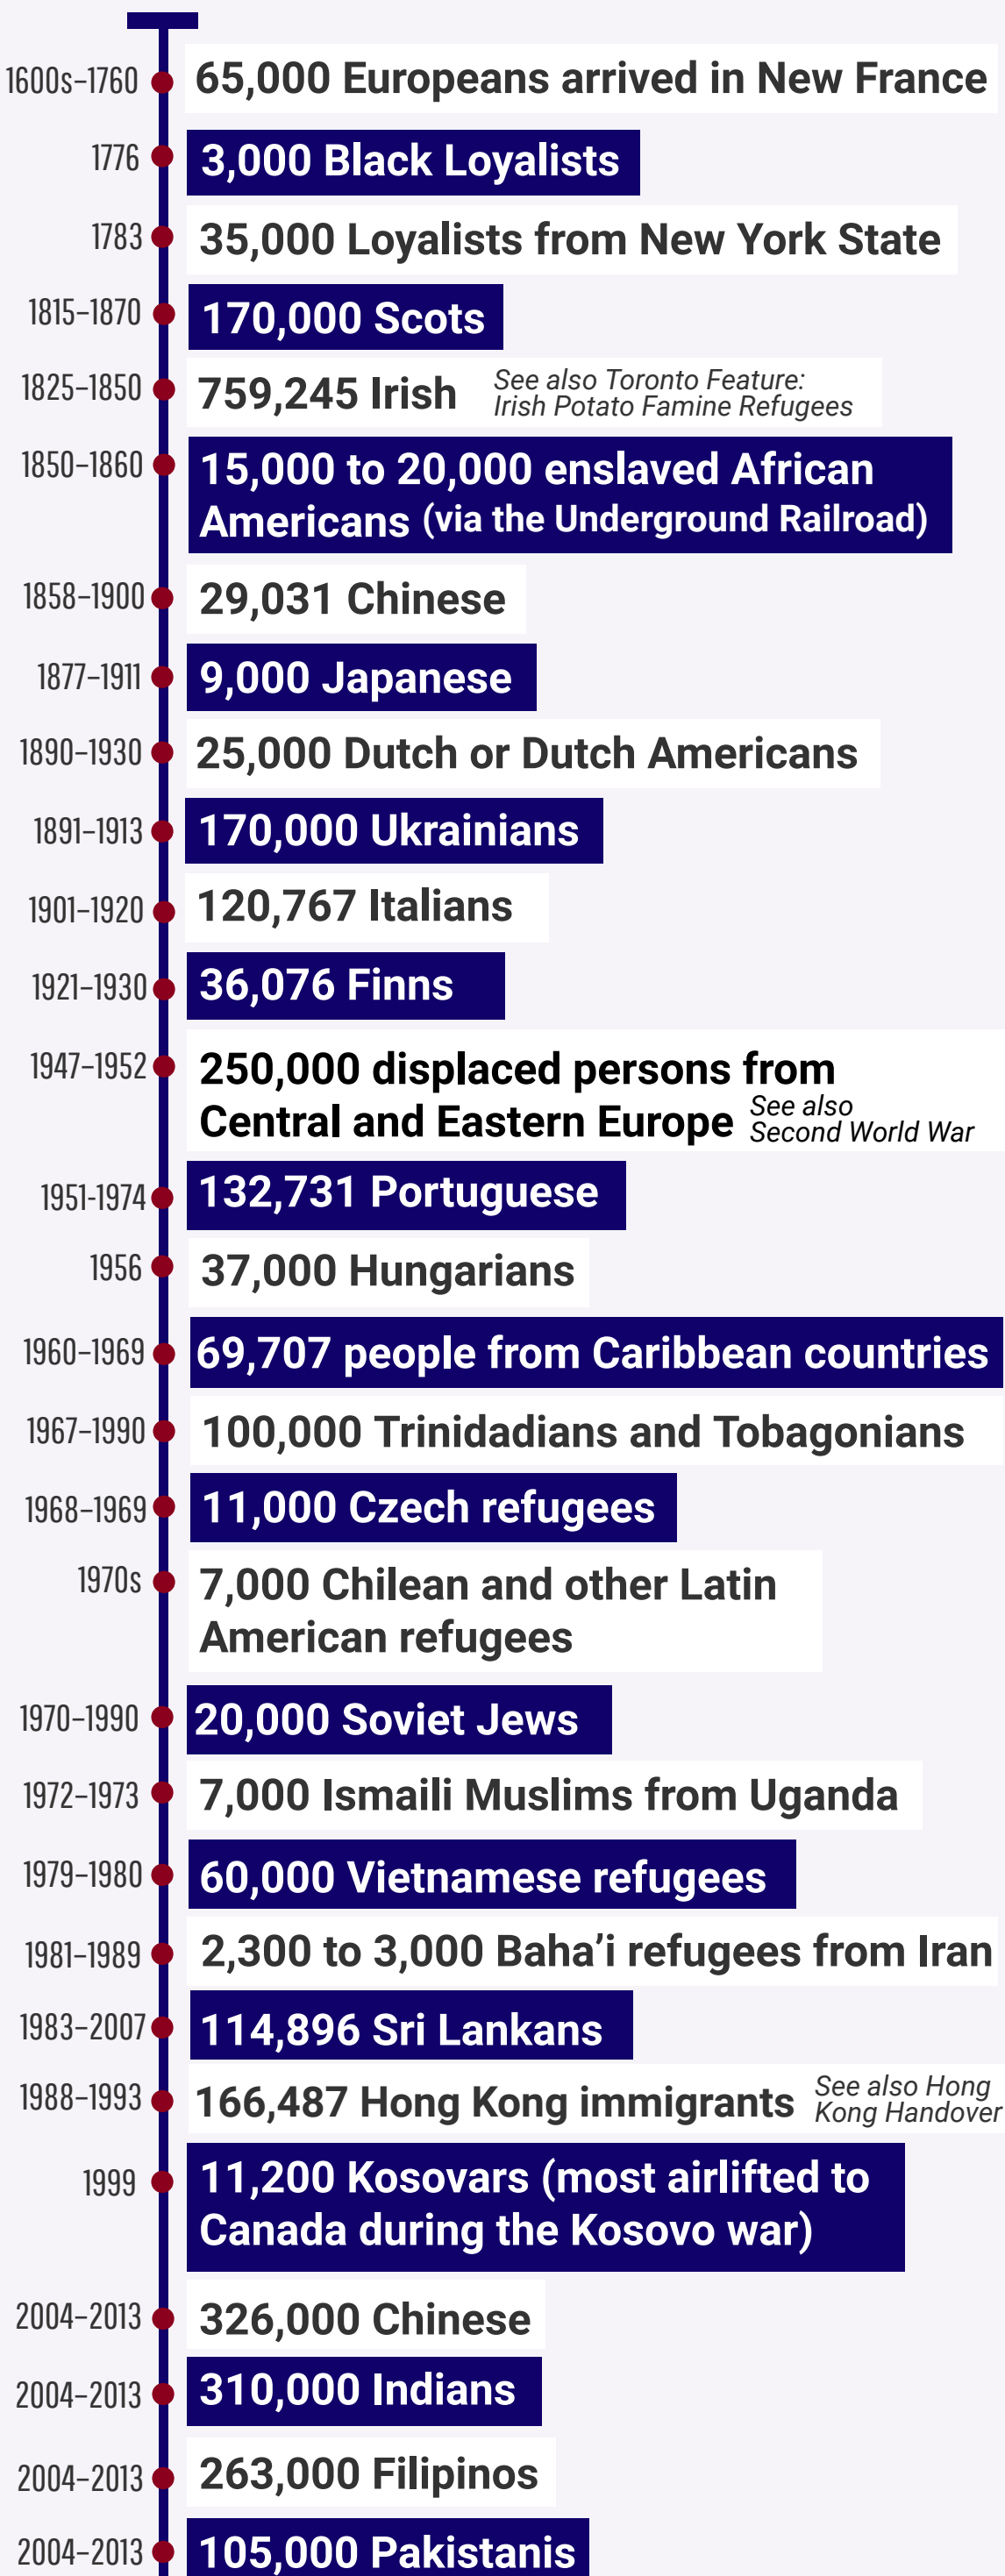 1600s–1760 65,000 Europeans arrived in New France
1776 3,000 Black Loyalists
1783 35,000 Loyalists from New York State
1815–1870 170,000 Scots
1825–1850 759,245 Irish See also Toronto Feature:
Irish Potato Famine Refugees
1850–1860 15,000 to 20,000 enslaved African
Americans (via the Underground Railroad)
1858–1900 29,031 Chinese
1877–1911 9,000 Japanese
1890–1930 25,000 Dutch or Dutch Americans
1891–1913 170,000 Ukrainians
1901–1920 120,767 Italians
1921–1930 36,076 Finns
1947–1952 250,000 displaced persons from
Central and Eastern Europe See also
Second World War
1951-1974 132,731 Portuguese
1956 37,000 Hungarians
1960–1969 69,707 people from Caribbean countries
1967–1990 100,000 Trinidadians and Tobagonians
1968–1969 11,000 Czech refugees
1970s 7,000 Chilean and other Latin
American refugees
1970–1990 20,000 Soviet Jews
1972–1973 7,000 Ismaili Muslims from Uganda
1979–1980 60,000 Vietnamese refugees
1981–1989 2,300 to 3,000 Baha’i refugees from Iran
1983–2007 114,896 Sri Lankans
1988–1993 166,487 Hong Kong immigrants See also Hong
Kong Handover
1999 11,200 Kosovars (most airlifted to
Canada during the Kosovo war)
2004–2013 326,000 Chinese
2004–2013 310,000 Indians
2004–2013 263,000 Filipinos
2004–2013 105,000 Pakistanis